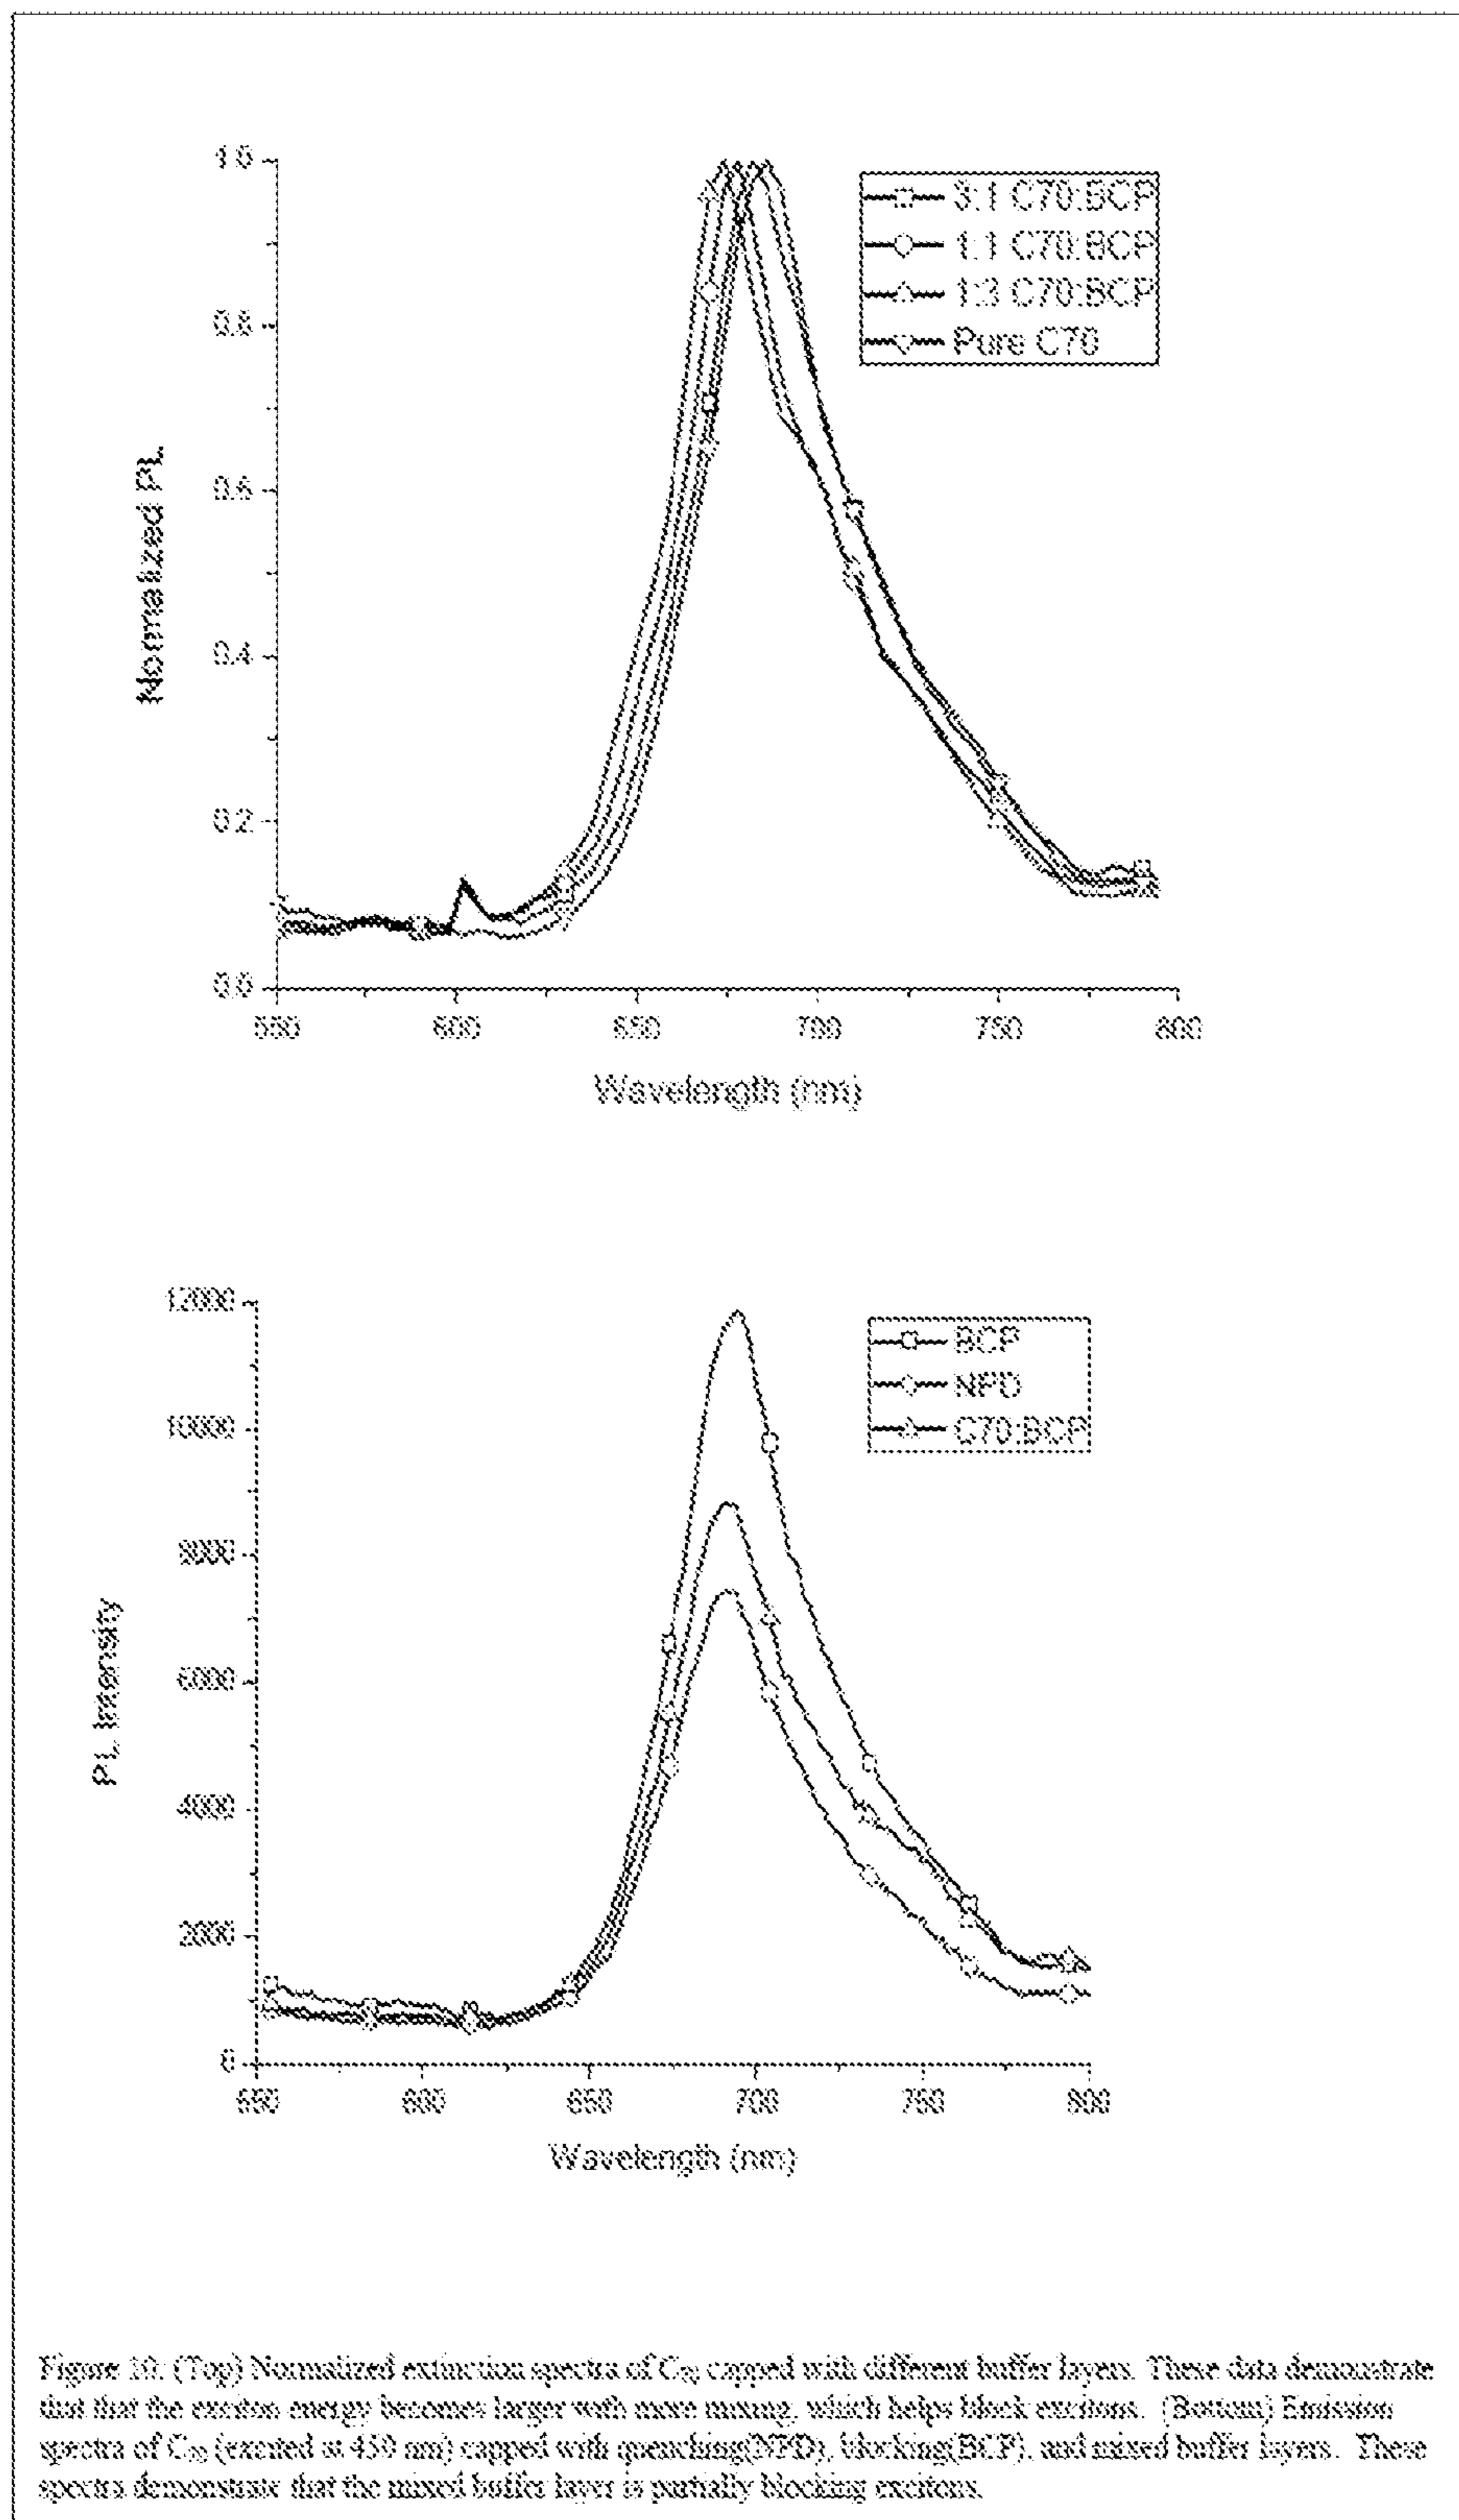 1.0
0.8
0.6
0.4
0.2
0.0
Normalized PL
3:1 C70:BCP
1:1 C70:BCP
1:3 C70:BCP
Pure C70
550 600 650 700 750 800
Wavelength (nm)
12000
10000
8000
6000
4000
2000
0
PL Intensity
BCP
NPD
C70:BCP
550 600 650 700 750 800
Wavelength (nm)
Figure 10: (Top) Normalized extinction spectra of C70 capped with different buffer layers. These data demonstrate
that that the exciton energy becomes larger with more mixing, which helps block excitons. (Bottom) Emission
spectra of C70 (excited at 450 nm) capped with quenching(NPD), blocking(BCP), and mixed buffer layers. These
spectra demonstrate that the mixed buffer layer is partially blocking excitons.